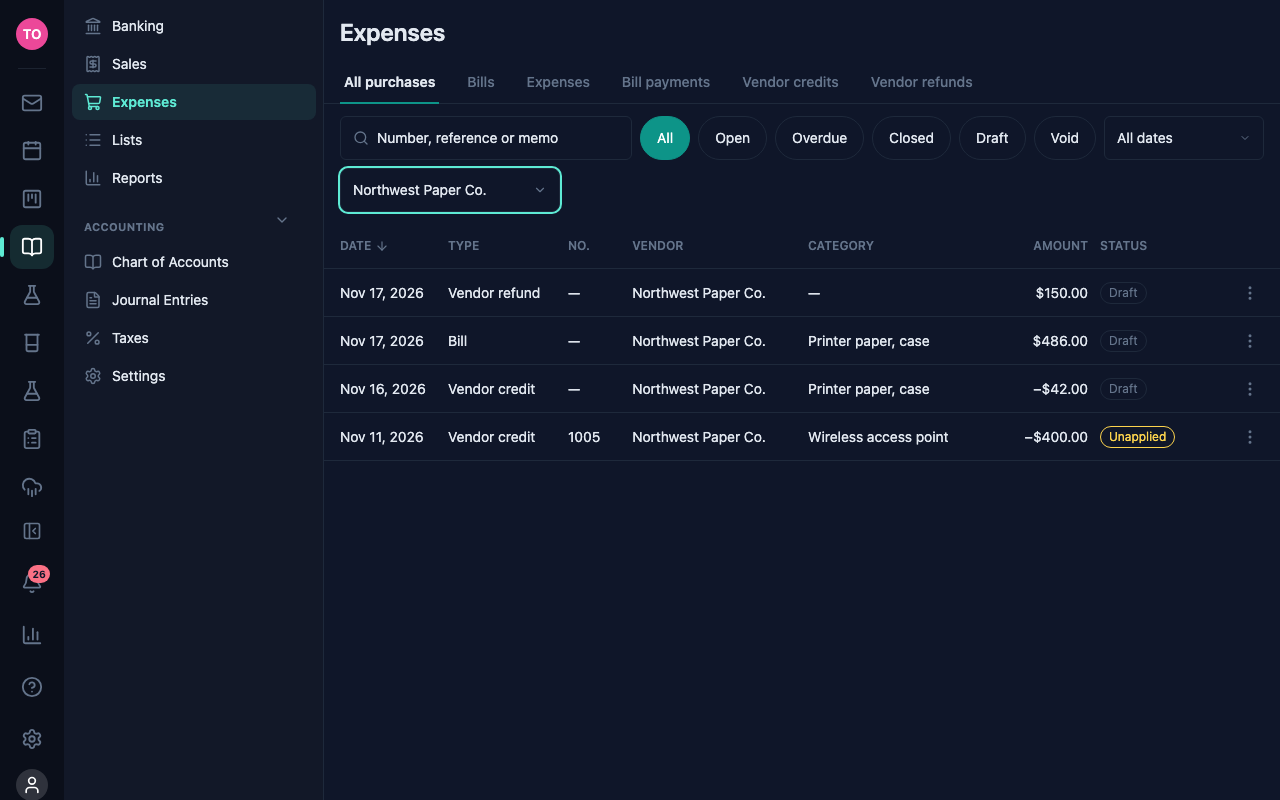 TO
26
Banking
Sales
Expenses
Lists
Reports
ACCOUNTING
Chart of Accounts
Journal Entries
Taxes
Settings
Expenses
All purchases Bills Expenses Bill payments Vendor credits Vendor refunds
Number, reference or memo All Open Overdue Closed Draft Void All dates
Northwest Paper Co.
DATE TYPE NO. VENDOR CATEGORY AMOUNT STATUS
Nov 17, 2026 Vendor refund — Northwest Paper Co. — $150.00 Draft
Nov 17, 2026 Bill — Northwest Paper Co. Printer paper, case $486.00 Draft
Nov 16, 2026 Vendor credit — Northwest Paper Co. Printer paper, case –$42.00 Draft
Nov 11, 2026 Vendor credit 1005 Northwest Paper Co. Wireless access point –$400.00 Unapplied